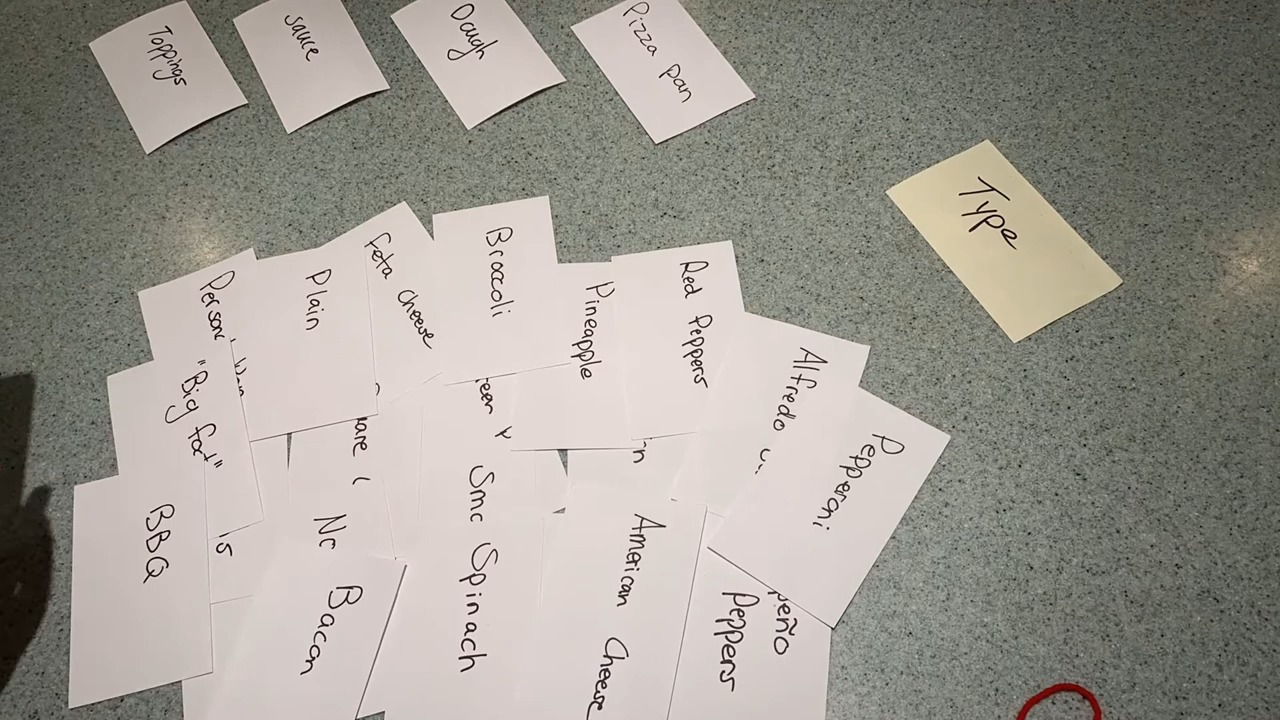 Toppings
Sauce
Dough
Pizza pan
Type
Plain
Feta Cheese
Broccoli
Pineapple
Red Peppers
Alfredo
Pepperoni
"Big foot"
BBQ
Bacon
Spinach
American Cheese
Peppers